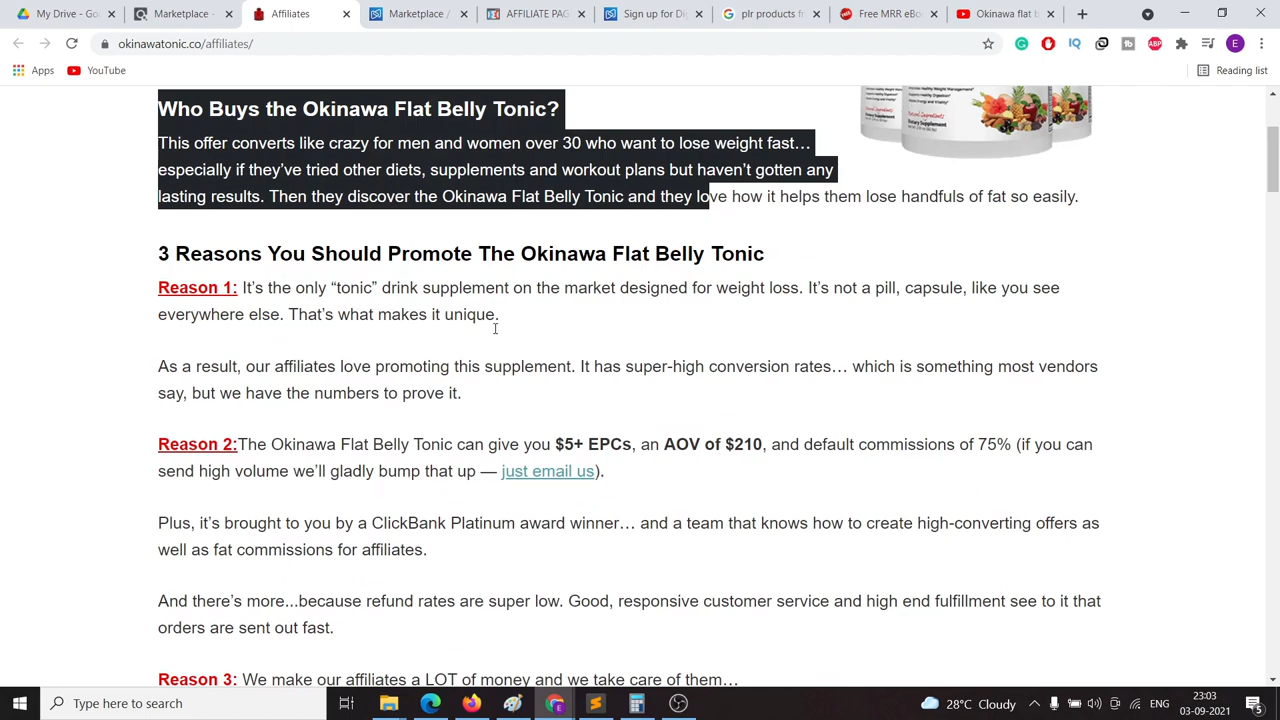 My Drive - Goo
Marketplace -
Affiliates
Marketplace /
AFFILIATE PAG
Sign up for Di
plr products f
Free MRR eBo
Okinawa flat b
okinawatonic.co/affiliates/
Apps
YouTube
Reading list
Who Buys the Okinawa Flat Belly Tonic?
This offer converts like crazy for men and women over 30 who want to lose weight fast…
especially if they’ve tried other diets, supplements and workout plans but haven’t gotten any
lasting results. Then they discover the Okinawa Flat Belly Tonic and they love how it helps them lose handfuls of fat so easily.
3 Reasons You Should Promote The Okinawa Flat Belly Tonic
Reason 1: It’s the only “tonic” drink supplement on the market designed for weight loss. It’s not a pill, capsule, like you see
everywhere else. That’s what makes it unique.
As a result, our affiliates love promoting this supplement. It has super-high conversion rates… which is something most vendors
say, but we have the numbers to prove it.
Reason 2:The Okinawa Flat Belly Tonic can give you $5+ EPCs, an AOV of $210, and default commissions of 75% (if you can
send high volume we’ll gladly bump that up — just email us).
Plus, it’s brought to you by a ClickBank Platinum award winner… and a team that knows how to create high-converting offers as
well as fat commissions for affiliates.
And there’s more...because refund rates are super low. Good, responsive customer service and high end fulfillment see to it that
orders are sent out fast.
Reason 3: We make our affiliates a LOT of money and we take care of them…
Type here to search
28°C Cloudy
ENG
23:03
03-09-2021